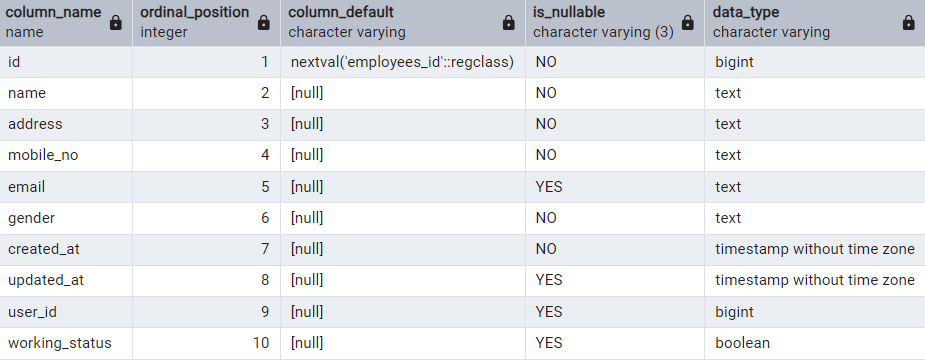 column_name ordinal_position column_default is_nullable data_type
name integer character varying character varying (3) character varying
id 1 nextval('employees_id'::regclass) NO bigint
name 2 [null] NO text
address 3 [null] NO text
mobile_no 4 [null] NO text
email 5 [null] YES text
gender 6 [null] NO text
created_at 7 [null] NO timestamp without time zone
updated_at 8 [null] YES timestamp without time zone
user_id 9 [null] YES bigint
working_status 10 [null] YES boolean